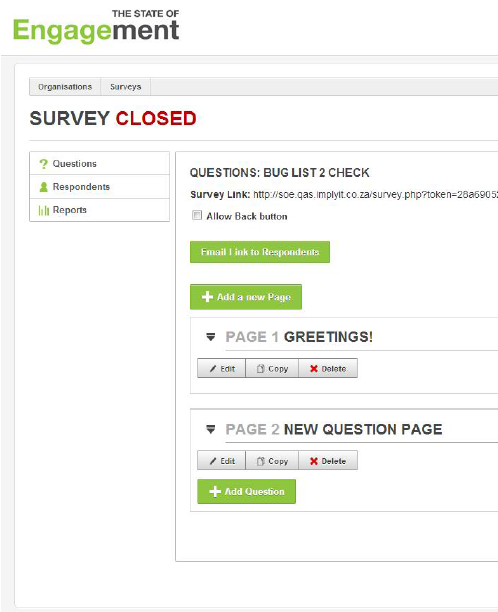 THE STATE OF
Engagement
Organisations Surveys
SURVEY CLOSED
? Questions
Respondents
Reports
QUESTIONS: BUG LIST 2 CHECK
Survey Link: http://soe.qas.implyit.co.za/survey.php?token=28a6905
Allow Back button
Email Link to Respondents
Add a new Page
PAGE 1 GREETINGS!
Edit Copy Delete
PAGE 2 NEW QUESTION PAGE
Edit Copy Delete
Add Question